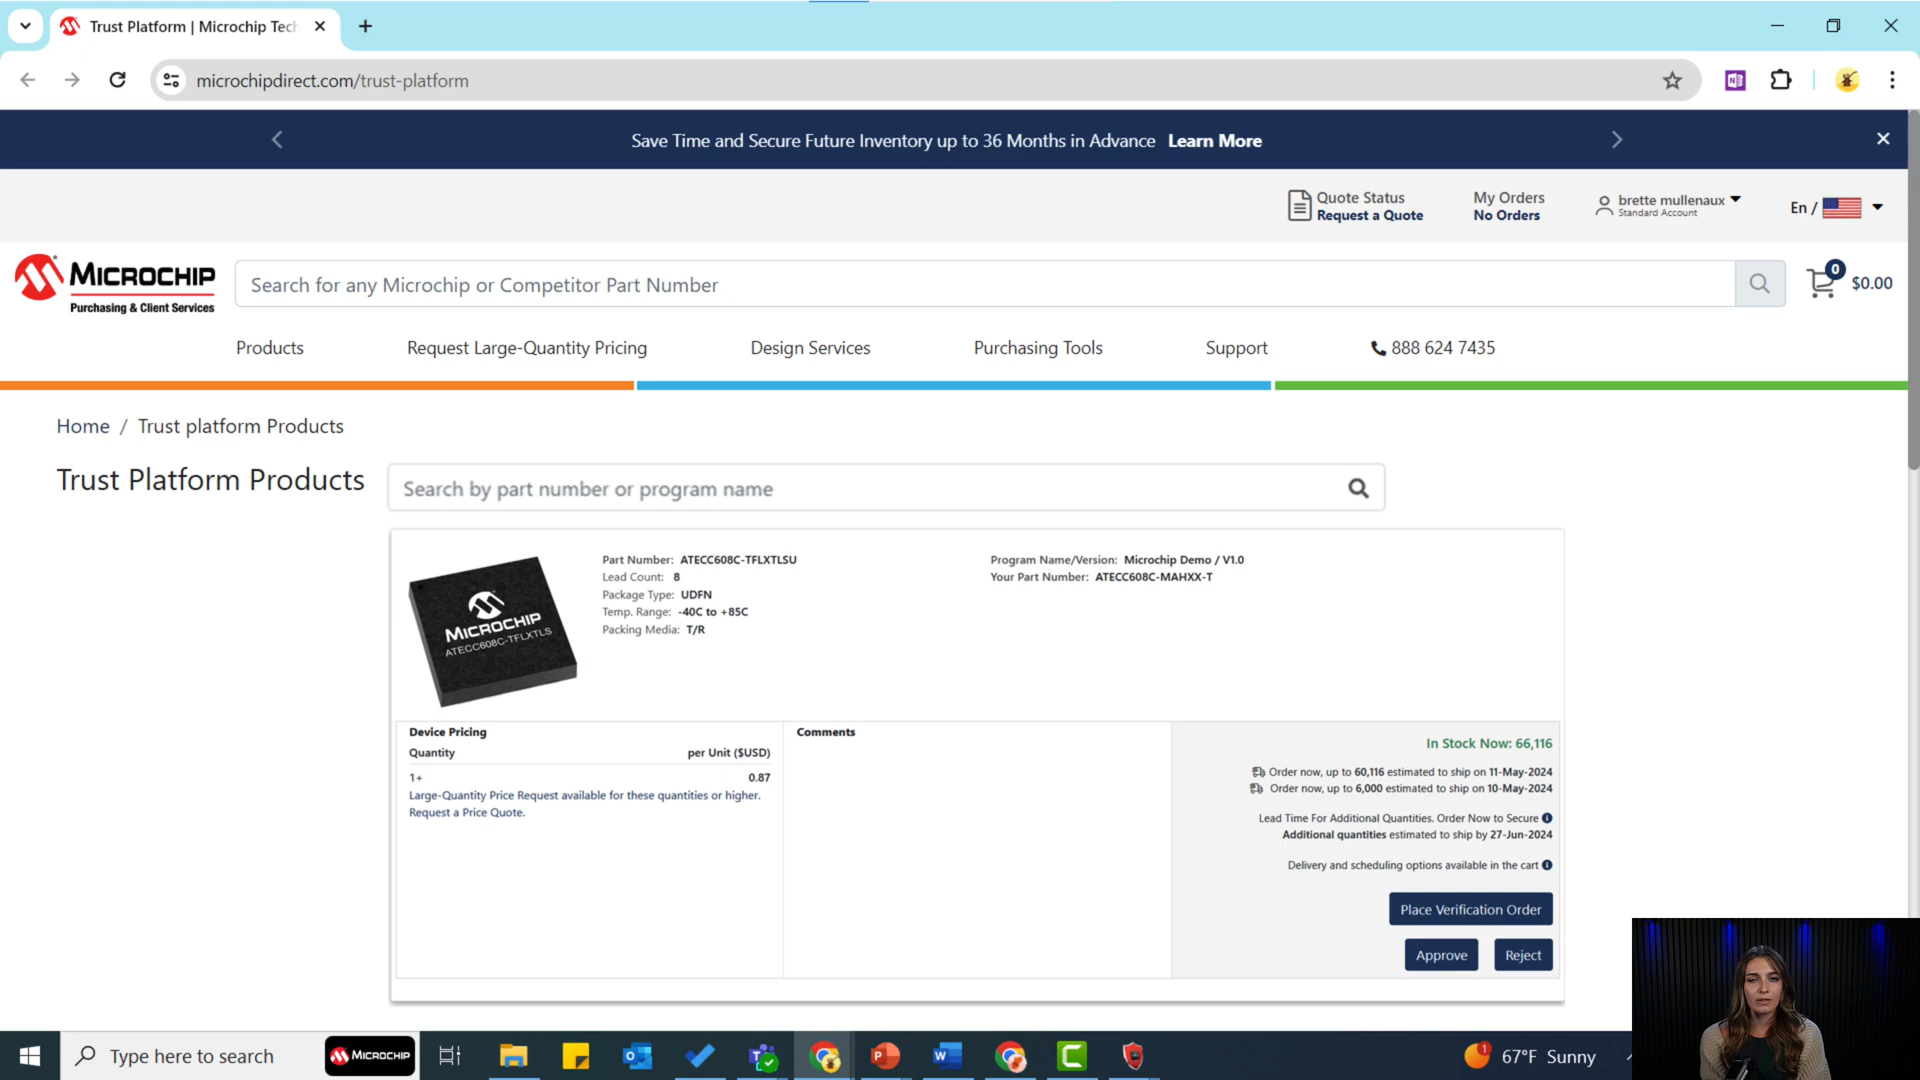 Trust Platform | Microchip Tech
microchipdirect.com/trust-platform
Save Time and Secure Future Inventory up to 36 Months in Advance Learn More
Quote Status
Request a Quote
My Orders
No Orders
brette mullenaux
Standard Account
En /
MICROCHIP
Purchasing & Client Services
Search for any Microchip or Competitor Part Number
0
$0.00
Products
Request Large-Quantity Pricing
Design Services
Purchasing Tools
Support
888 624 7435
Home / Trust platform Products
Trust Platform Products
Search by part number or program name
MICROCHIP
ATECC608C-TFLXTLS
Part Number: ATECC608C-TFLXTLSU
Lead Count: 8
Package Type: UDFN
Temp. Range: -40C to +85C
Packing Media: T/R
Program Name/Version: Microchip Demo / V1.0
Your Part Number: ATECC608C-MAHXX-T
Device Pricing
Quantity per Unit ($USD)
1+ 0.87
Large-Quantity Price Request available for these quantities or higher.
Request a Price Quote.
Comments
In Stock Now: 66,116
Order now, up to 60,116 estimated to ship on 11-May-2024
Order now, up to 6,000 estimated to ship on 10-May-2024
Lead Time For Additional Quantities. Order Now to Secure
Additional quantities estimated to ship by 27-Jun-2024
Delivery and scheduling options available in the cart
Place Verification Order
Approve
Reject
Type here to search
MICROCHIP
1
67°F Sunny